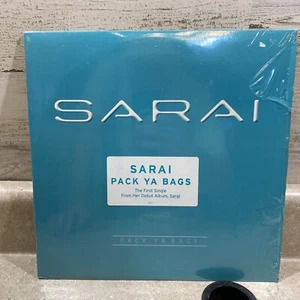 SARAI
SARAI
PACK YA BAGS
The First Single
From Her Debut Album, Sarai
PACK YA BAGS